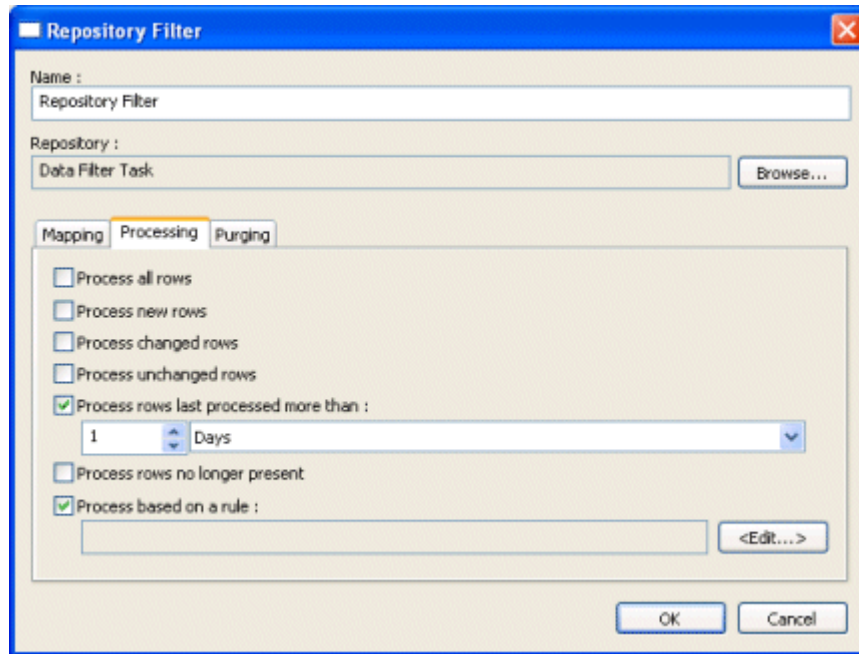 Repository Filter
Name :
Repository Filter
Repository :
Data Filter Task
Browse...
Mapping Processing Purging
Process all rows
Process new rows
Process changed rows
Process unchanged rows
Process rows last processed more than :
1 Days
Process rows no longer present
Process based on a rule :
<Edit...>
OK Cancel